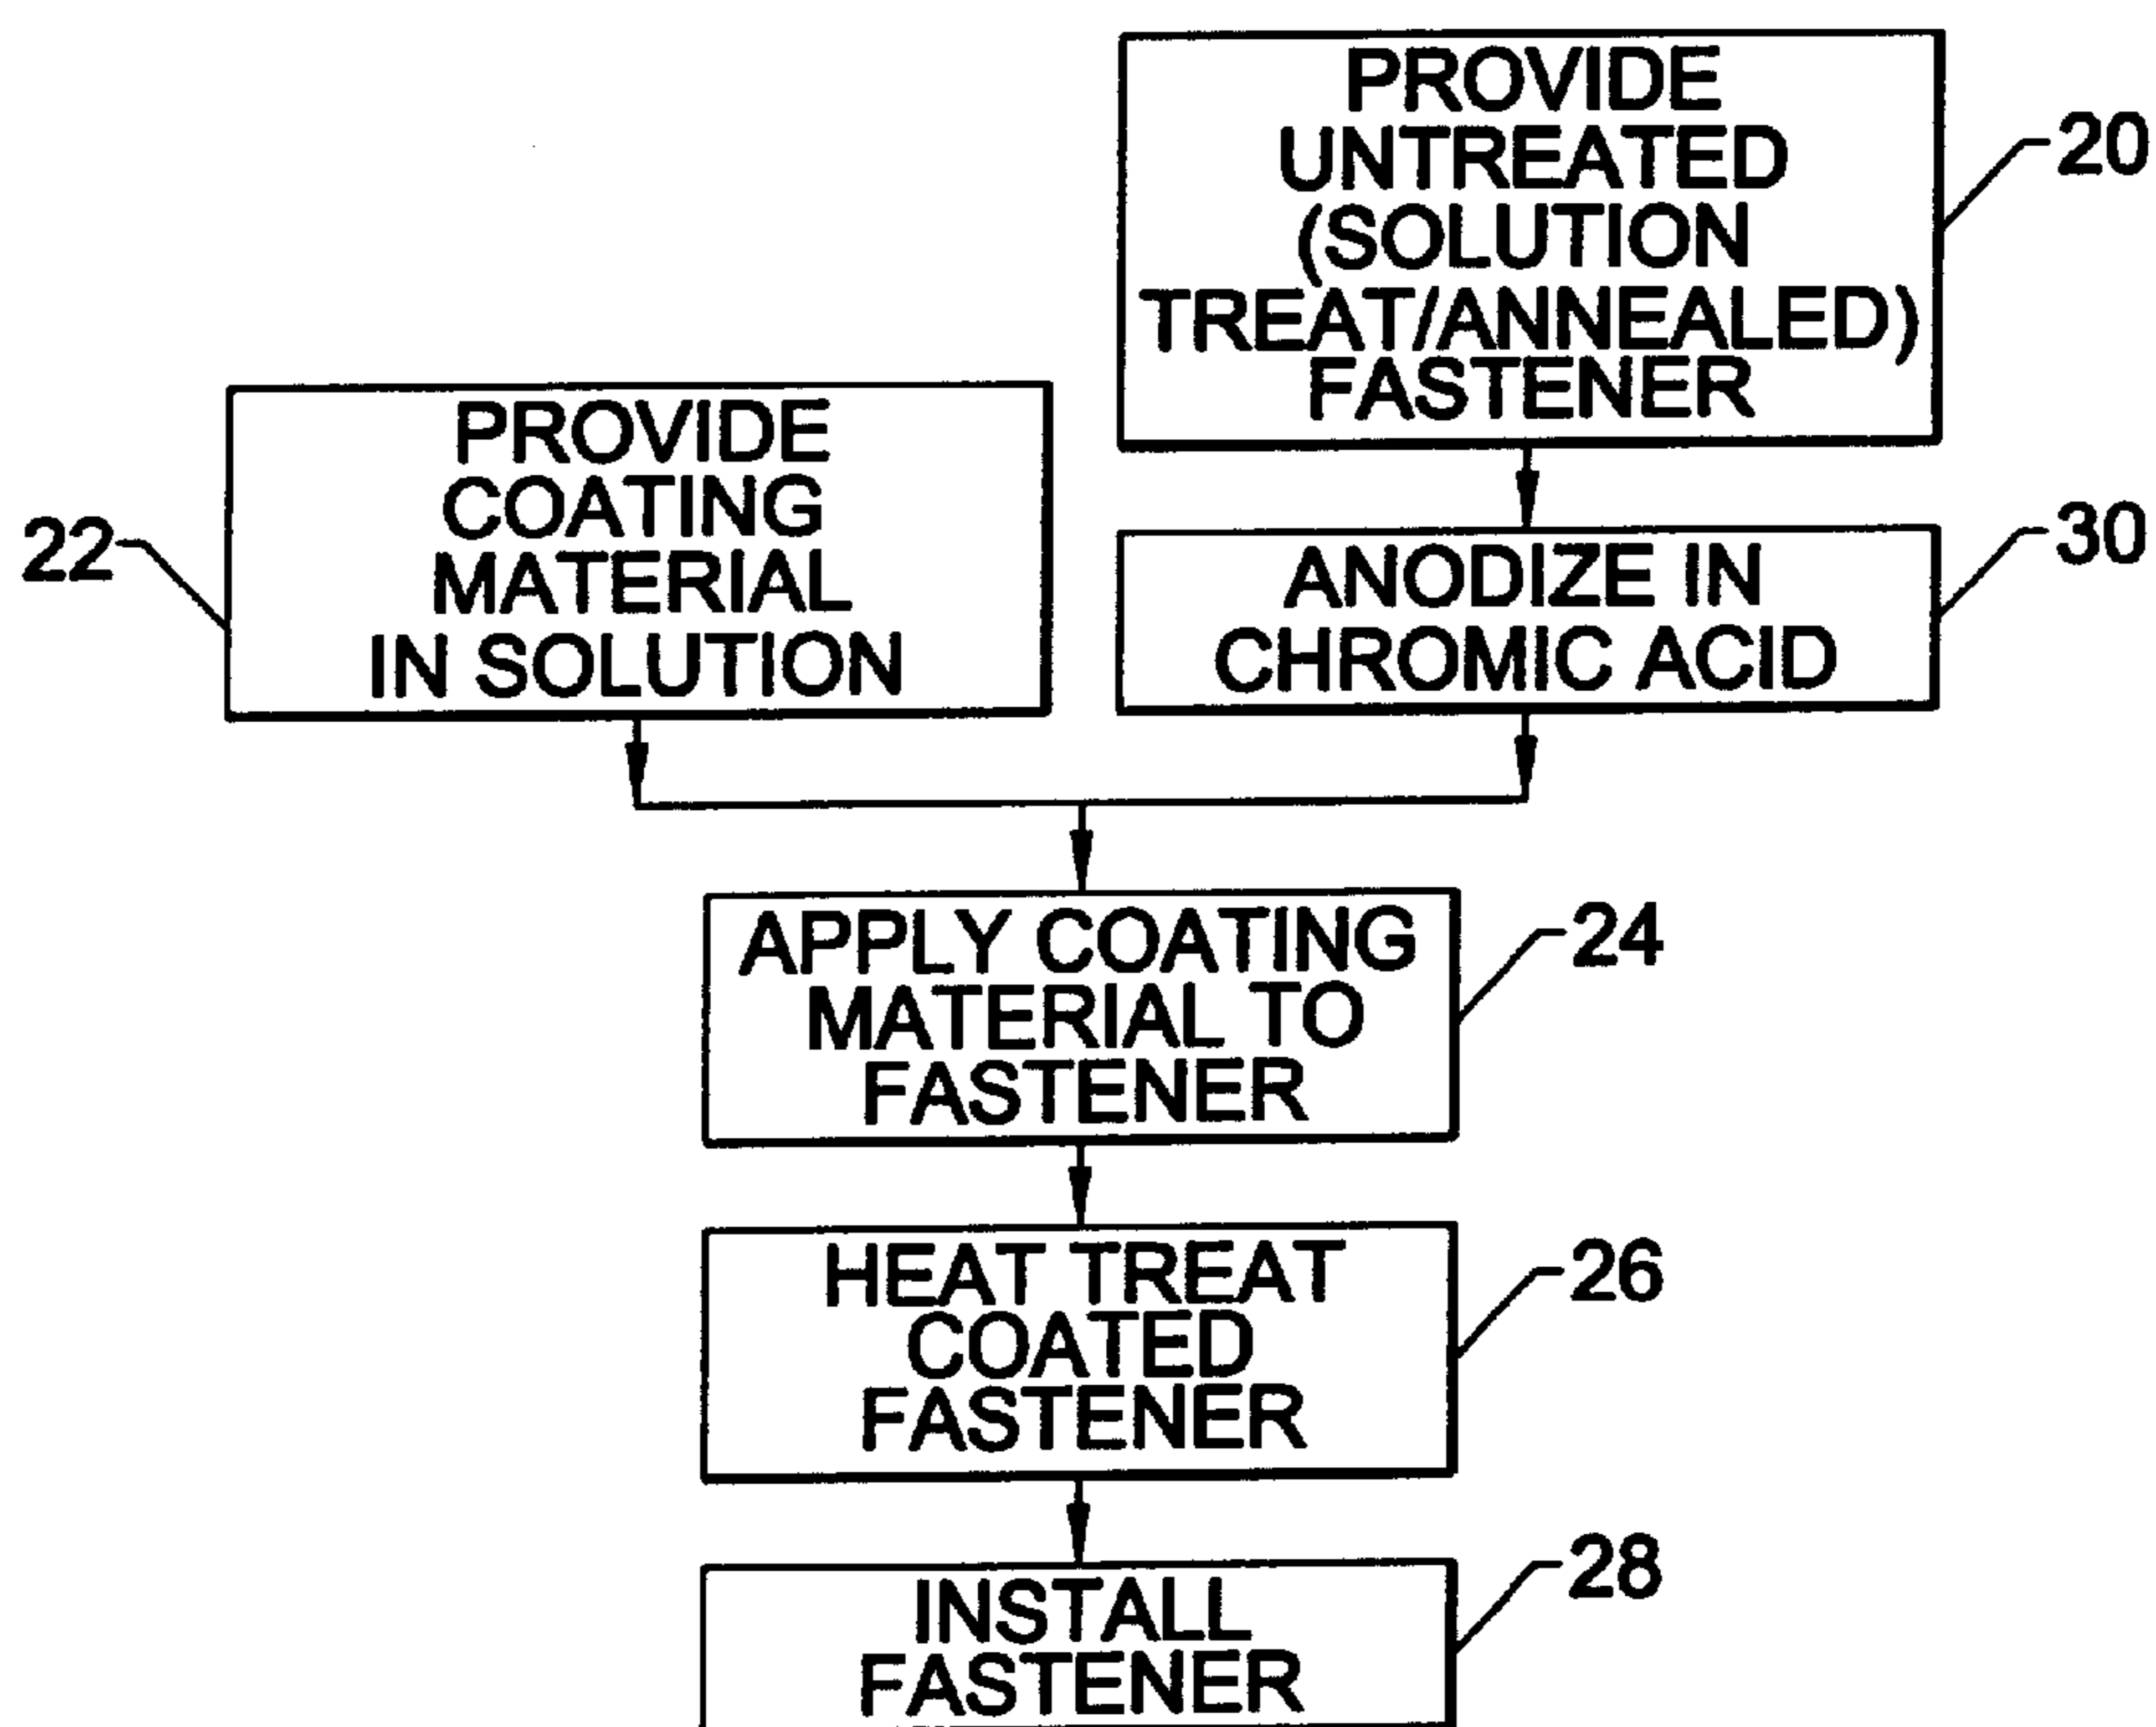 PROVIDE
UNTREATED
(SOLUTION
TREAT/ANNEALED)
FASTENER
20
PROVIDE
COATING
MATERIAL
IN SOLUTION
22
ANODIZE IN
CHROMIC ACID
30
APPLY COATING
MATERIAL TO
FASTENER
24
HEAT TREAT
COATED
FASTENER
26
INSTALL
FASTENER
28